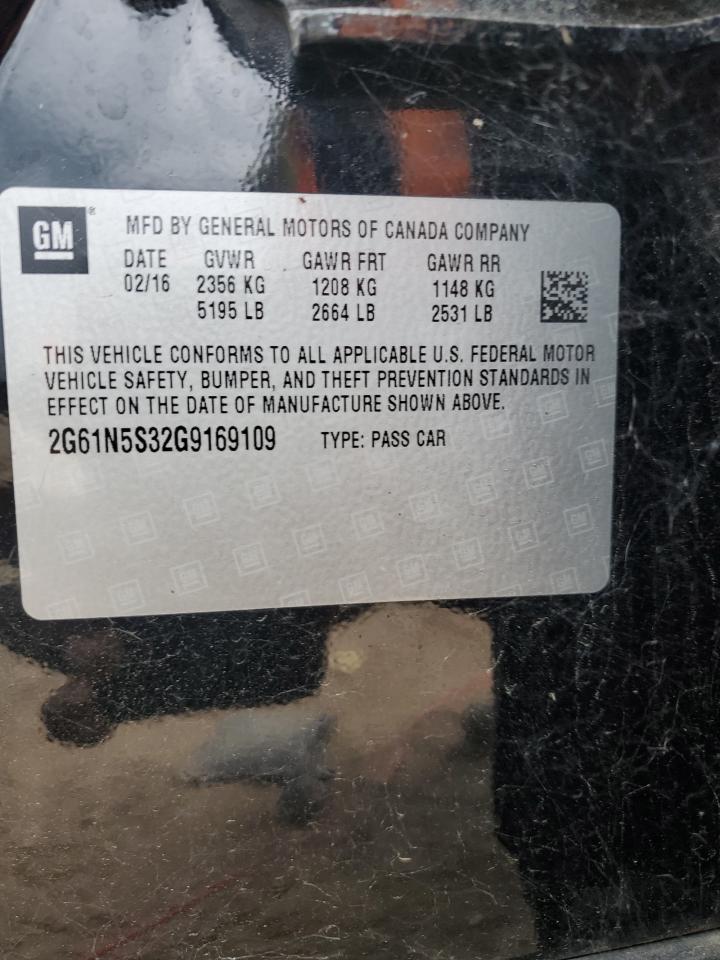 GM ®
MFD BY GENERAL MOTORS OF CANADA COMPANY
DATE GVWR GAWR FRT GAWR RR
02/16 2356 KG 1208 KG 1148 KG
5195 LB 2664 LB 2531 LB
THIS VEHICLE CONFORMS TO ALL APPLICABLE U.S. FEDERAL MOTOR
VEHICLE SAFETY, BUMPER, AND THEFT PREVENTION STANDARDS IN
EFFECT ON THE DATE OF MANUFACTURE SHOWN ABOVE.
2G61N5S32G9169109 TYPE: PASS CAR